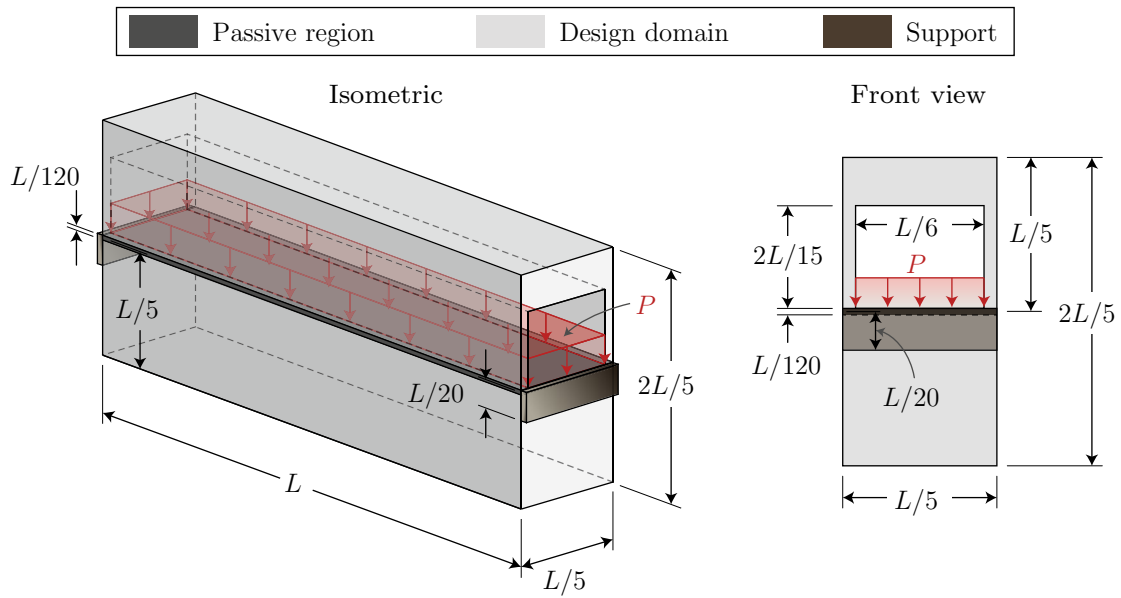 Passive region
Design domain
Support
Isometric
Front view
L/120
L/5
L/20
P
2L/5
L
L/5
2L/15
L/6
P
L/5
2L/5
L/120
L/20
L/5